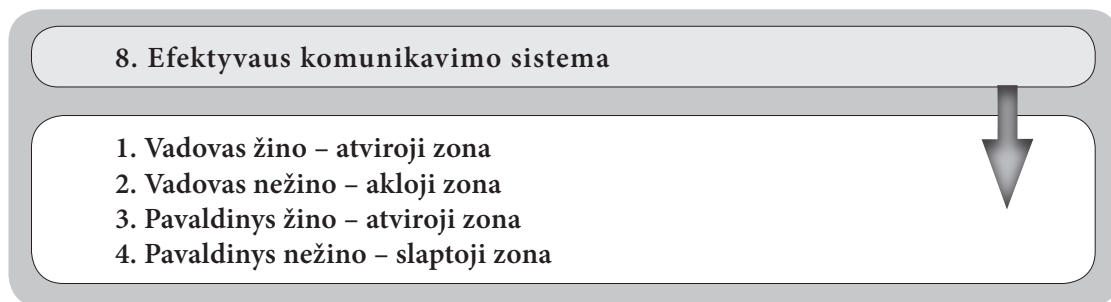 8. Efektyvaus komunikavimo sistema
1. Vadovas žino – atviroji zona
2. Vadovas nežino – akloji zona
3. Pavaldinys žino – atviroji zona
4. Pavaldinys nežino – slaptoji zona